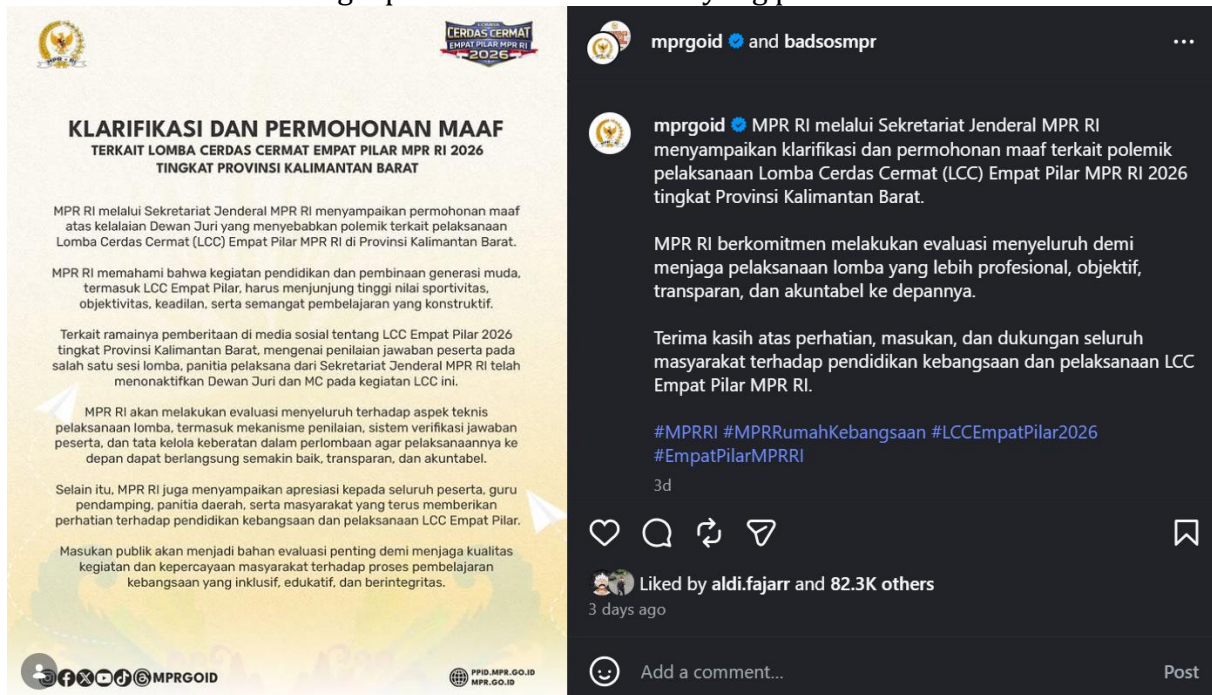 MPR - RI
LOMBA
CERDAS CERMAT
EMPAT PILAR MPR RI
2026
KLARIFIKASI DAN PERMOHONAN MAAF
TERKAIT LOMBA CERDAS CERMAT EMPAT PILAR MPR RI 2026
TINGKAT PROVINSI KALIMANTAN BARAT
MPR RI melalui Sekretariat Jenderal MPR RI menyampaikan permohonan maaf
atas kelalaian Dewan Juri yang menyebabkan polemik terkait pelaksanaan
Lomba Cerdas Cermat (LCC) Empat Pilar MPR RI di Provinsi Kalimantan Barat.
MPR RI memahami bahwa kegiatan pendidikan dan pembinaan generasi muda,
termasuk LCC Empat Pilar, harus menjunjung tinggi nilai sportivitas,
objektivitas, keadilan, serta semangat pembelajaran yang konstruktif.
Terkait ramainya pemberitaan di media sosial tentang LCC Empat Pilar 2026
tingkat Provinsi Kalimantan Barat, mengenai penilaian jawaban peserta pada
salah satu sesi lomba, panitia pelaksana dari Sekretariat Jenderal MPR RI telah
menonaktifkan Dewan Juri dan MC pada kegiatan LCC ini.
MPR RI akan melakukan evaluasi menyeluruh terhadap aspek teknis
pelaksanaan lomba, termasuk mekanisme penilaian, sistem verifikasi jawaban
peserta, dan tata kelola keberatan dalam perlombaan agar pelaksanaannya ke
depan dapat berlangsung semakin baik, transparan, dan akuntabel.
Selain itu, MPR RI juga menyampaikan apresiasi kepada seluruh peserta, guru
pendamping, panitia daerah, serta masyarakat yang terus memberikan
perhatian terhadap pendidikan kebangsaan dan pelaksanaan LCC Empat Pilar.
Masukan publik akan menjadi bahan evaluasi penting demi menjaga kualitas
kegiatan dan kepercayaan masyarakat terhadap proses pembelajaran
kebangsaan yang inklusif, edukatif, dan berintegritas.
MPRGOID
PPID.MPR.GO.ID
MPR.GO.ID
mprgoid and badsosmpr
mprgoid MPR RI melalui Sekretariat Jenderal MPR RI
menyampaikan klarifikasi dan permohonan maaf terkait polemik
pelaksanaan Lomba Cerdas Cermat (LCC) Empat Pilar MPR RI 2026
tingkat Provinsi Kalimantan Barat.
MPR RI berkomitmen melakukan evaluasi menyeluruh demi
menjaga pelaksanaan lomba yang lebih profesional, objektif,
transparan, dan akuntabel ke depannya.
Terima kasih atas perhatian, masukan, dan dukungan seluruh
masyarakat terhadap pendidikan kebangsaan dan pelaksanaan LCC
Empat Pilar MPR RI.
#MPRRI #MPRRumahKebangsaan #LCCEmpatPilar2026
#EmpatPilarMPRRI
3d
Liked by aldi.fajarr and 82.3K others
3 days ago
Add a comment...
Post